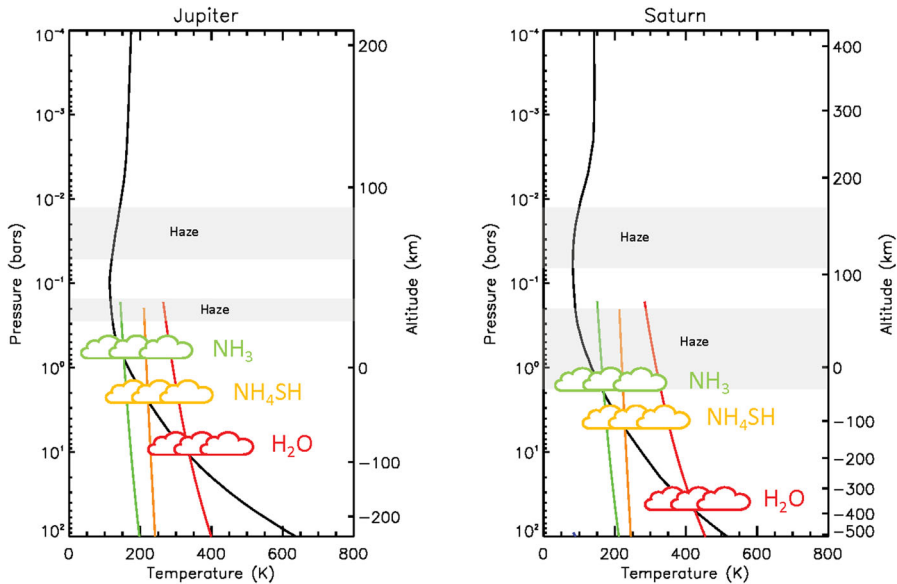 Jupiter
10⁻⁴
10⁻³
10⁻²
10⁻¹
10⁰
10¹
10²
Pressure (bars)
200
100
0
−100
−200
Altitude (km)
Haze
Haze
NH₃
NH₄SH
H₂O
0 200 400 600 800
Temperature (K)
Saturn
10⁻⁴
10⁻³
10⁻²
10⁻¹
10⁰
10¹
10²
Pressure (bars)
400
300
200
100
0
−100
−200
−300
−400
−500
Altitude (km)
Haze
Haze
NH₃
NH₄SH
H₂O
0 200 400 600 800
Temperature (K)